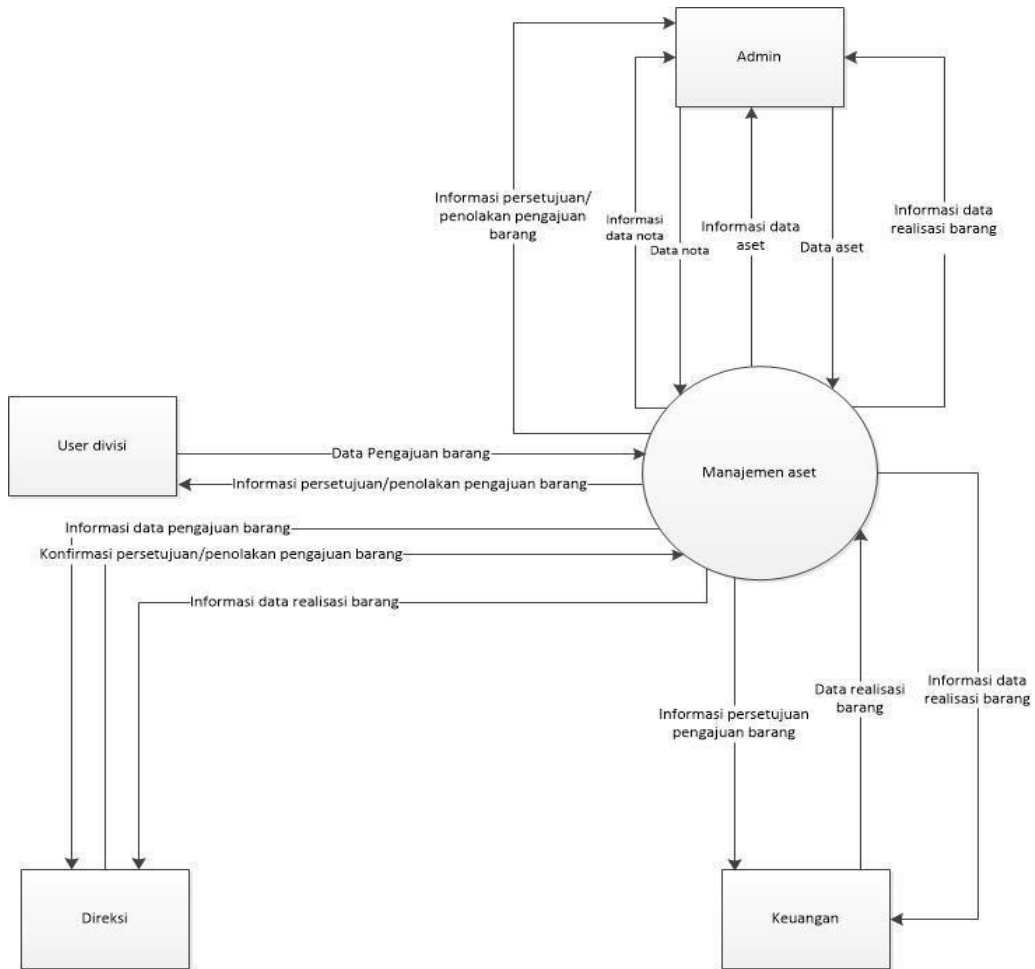 Admin
Informasi persetujuan/
penolakan pengajuan
barang
Informasi
data nota
Data nota
Informasi data
aset
Data aset
Informasi data
realisasi barang
User divisi
Data Pengajuan barang
Manajemen aset
Informasi persetujuan/penolakan pengajuan barang
Informasi data pengajuan barang
Konfirmasi persetujuan/penolakan pengajuan barang
Informasi data realisasi barang
Informasi persetujuan
pengajuan barang
Data realisasi
barang
Informasi data
realisasi barang
Direksi
Keuangan